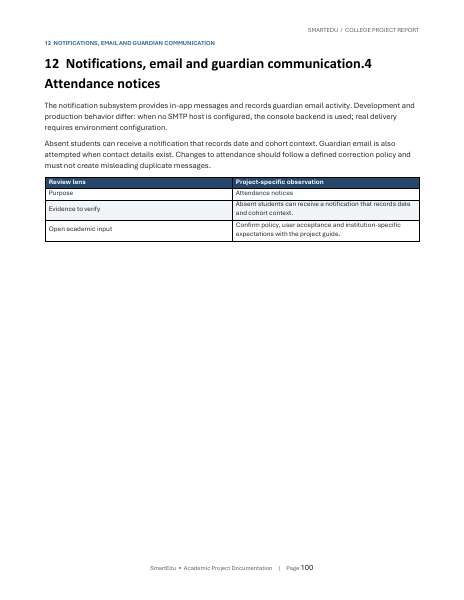 SMARTEDU / COLLEGE PROJECT REPORT
12 NOTIFICATIONS, EMAIL AND GUARDIAN COMMUNICATION
12 Notifications, email and guardian communication.4
Attendance notices
The notification subsystem provides in-app messages and records guardian email activity. Development and
production behavior differ: when no SMTP host is configured, the console backend is used; real delivery
requires environment configuration.
Absent students can receive a notification that records date and cohort context. Guardian email is also
attempted when contact details exist. Changes to attendance should follow a defined correction policy and
must not create misleading duplicate messages.
Review lens Project-specific observation
Purpose Attendance notices
Evidence to verify Absent students can receive a notification that records date
and cohort context.
Open academic input Confirm policy, user acceptance and institution-specific
expectations with the project guide.
SmartEdu • Academic Project Documentation | Page 100